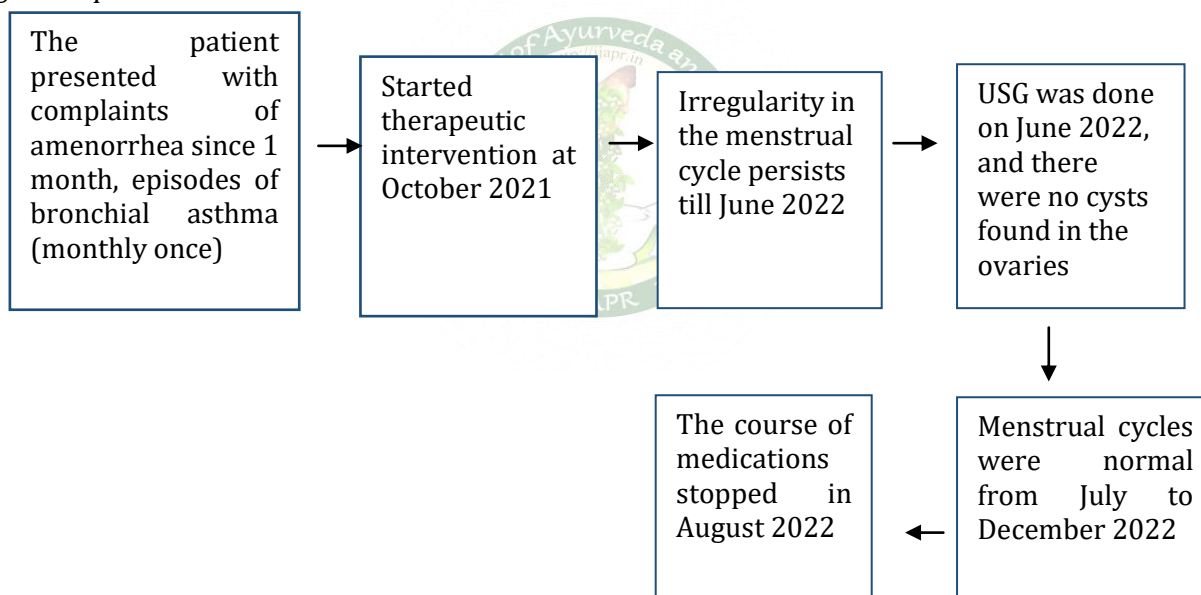 The patient
presented with
complaints of
amenorrhea since 1
month, episodes of
bronchial asthma
(monthly once)
Started
therapeutic
intervention at
October 2021
Irregularity in
the menstrual
cycle persists
till June 2022
USG was done
on June 2022,
and there
were no cysts
found in the
ovaries
Menstrual cycles
were normal
from July to
December 2022
The course of
medications
stopped in
August 2022